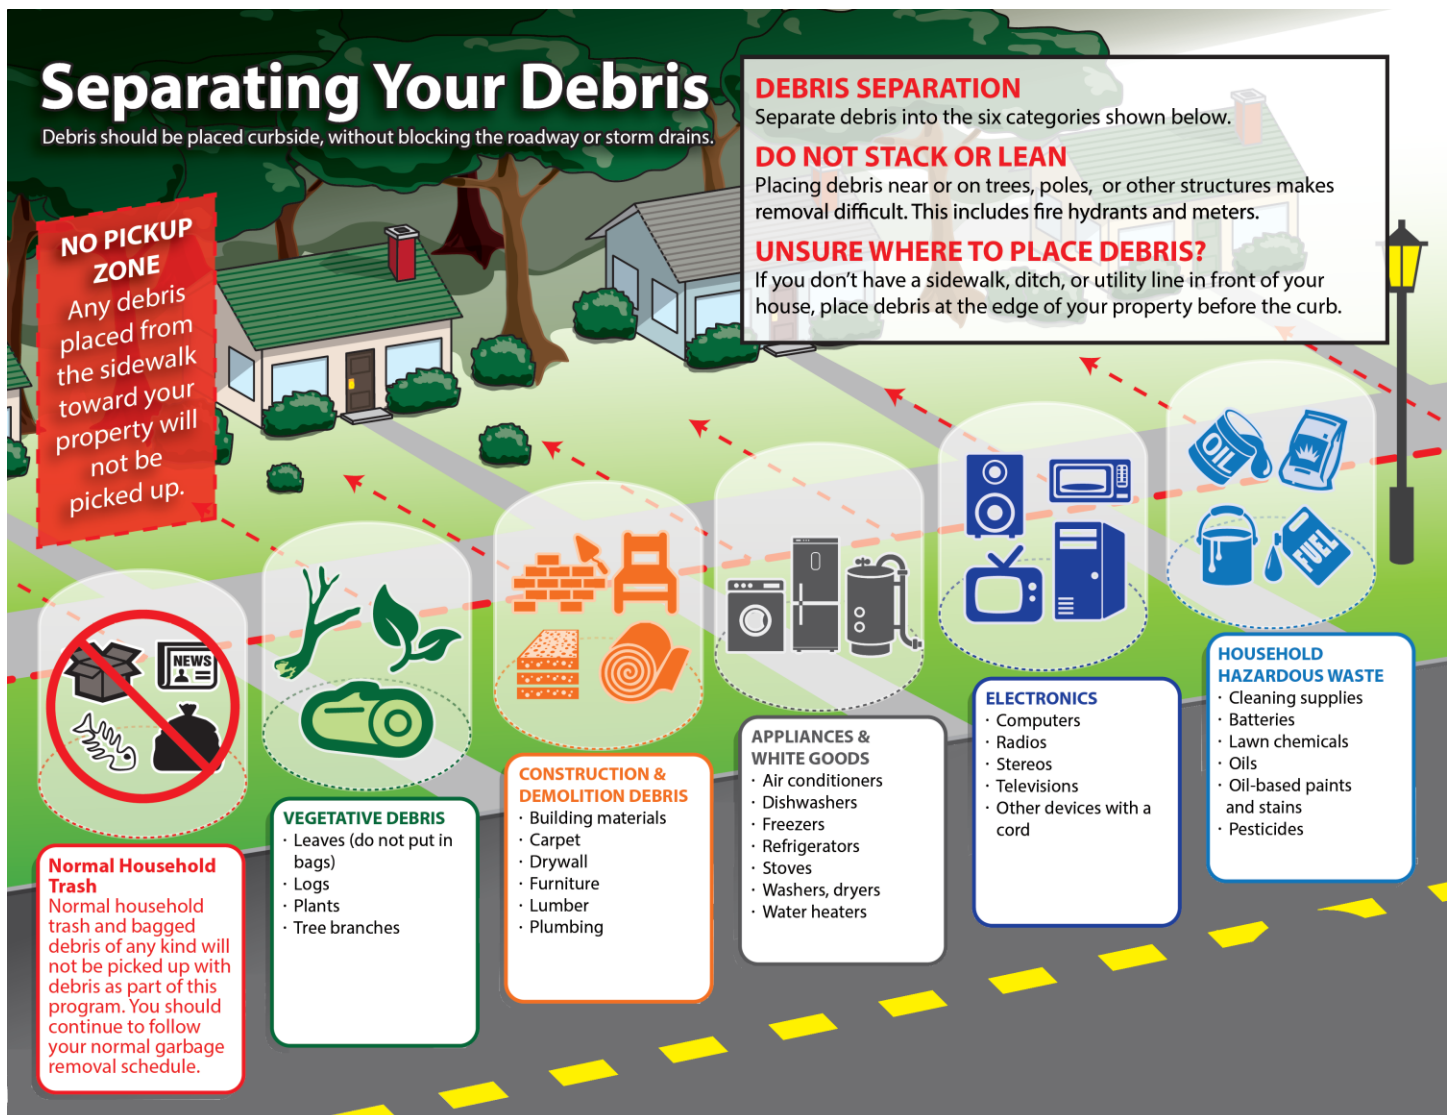 Separating Your Debris
Debris should be placed curbside, without blocking the roadway or storm drains.
DEBRIS SEPARATION
Separate debris into the six categories shown below.
DO NOT STACK OR LEAN
Placing debris near or on trees, poles, or other structures makes
removal difficult. This includes fire hydrants and meters.
UNSURE WHERE TO PLACE DEBRIS?
If you don't have a sidewalk, ditch, or utility line in front of your
house, place debris at the edge of your property before the curb.
NO PICKUP
ZONE
Any debris
placed from
the sidewalk
toward your
property will
not be
picked up.
NEWS
OIL
FUEL
Normal Household
Trash
Normal household
trash and bagged
debris of any kind will
not be picked up with
debris as part of this
program. You should
continue to follow
your normal garbage
removal schedule.
VEGETATIVE DEBRIS
· Leaves (do not put in
bags)
· Logs
· Plants
· Tree branches
CONSTRUCTION &
DEMOLITION DEBRIS
· Building materials
· Carpet
· Drywall
· Furniture
· Lumber
· Plumbing
APPLIANCES &
WHITE GOODS
· Air conditioners
· Dishwashers
· Freezers
· Refrigerators
· Stoves
· Washers, dryers
· Water heaters
ELECTRONICS
· Computers
· Radios
· Stereos
· Televisions
· Other devices with a
cord
HOUSEHOLD
HAZARDOUS WASTE
· Cleaning supplies
· Batteries
· Lawn chemicals
· Oils
· Oil-based paints
and stains
· Pesticides